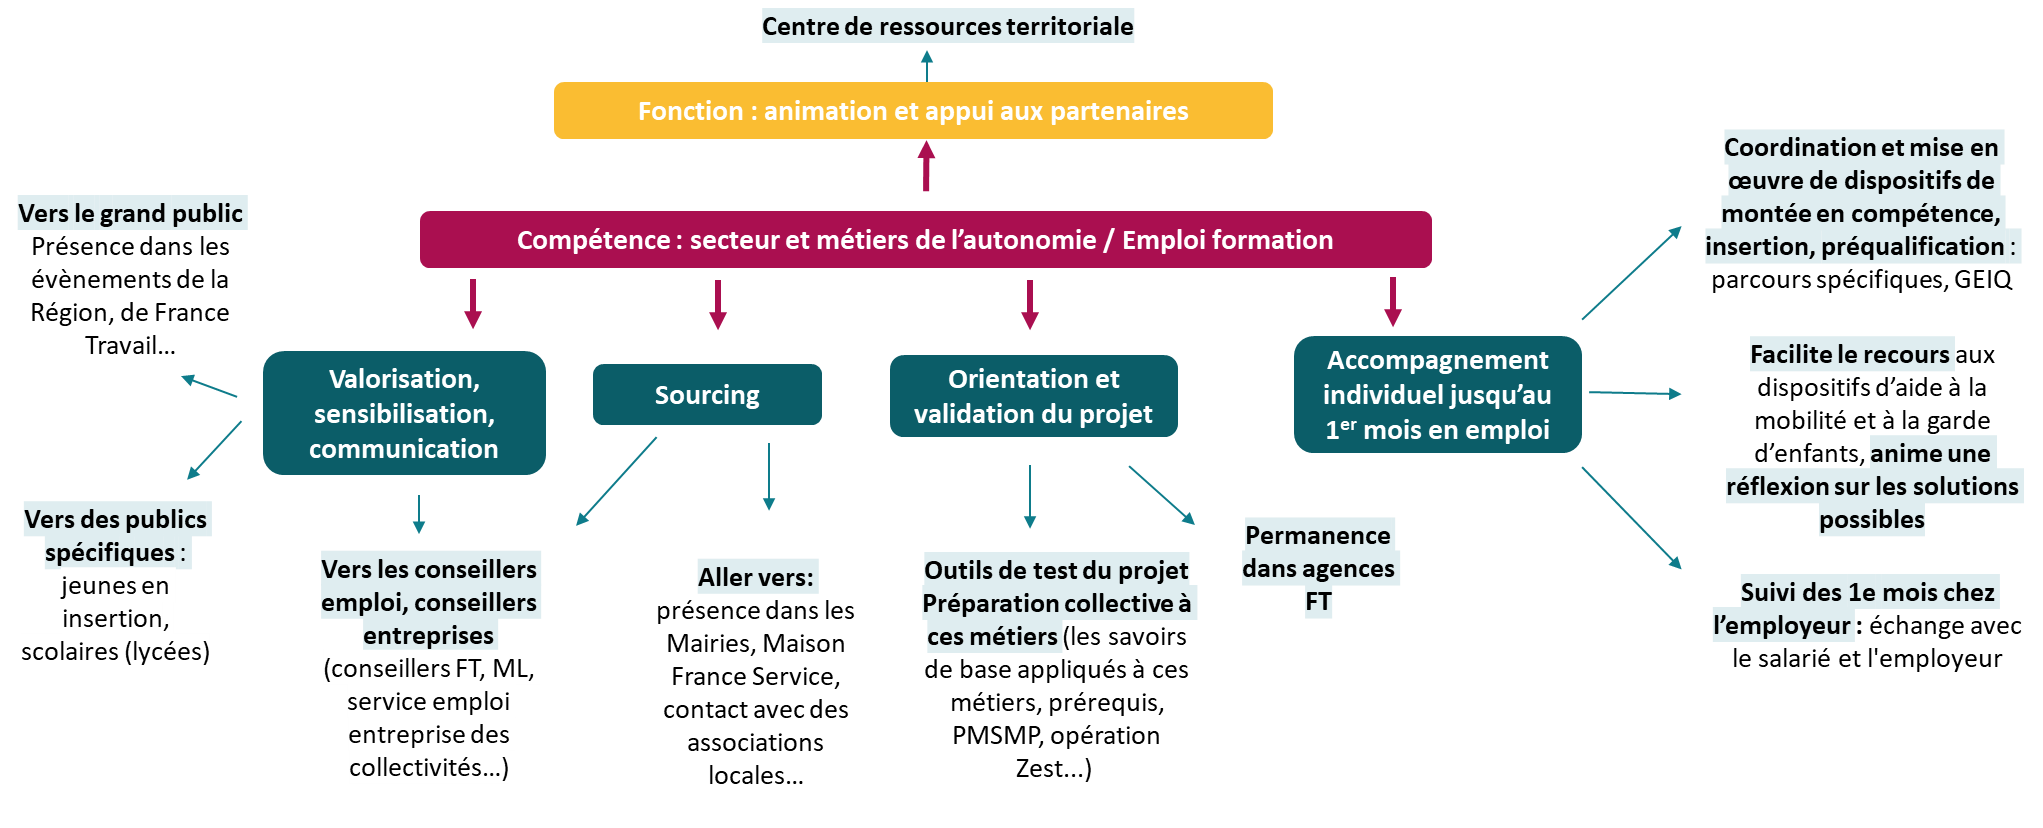 Centre de ressources territoriale
Fonction : animation et appui aux partenaires
Compétence : secteur et métiers de l’autonomie / Emploi formation
Vers le grand public
Présence dans les
évènements de la
Région, de France
Travail…
Vers des publics
spécifiques :
jeunes en
insertion,
scolaires (lycées)
Valorisation,
sensibilisation,
communication
Vers les conseillers
emploi, conseillers
entreprises
(conseillers FT, ML,
service emploi
entreprise des
collectivités…)
Sourcing
Aller vers:
présence dans les
Mairies, Maison
France Service,
contact avec des
associations
locales…
Orientation et
validation du projet
Outils de test du projet
Préparation collective à
ces métiers (les savoirs
de base appliqués à ces
métiers, prérequis,
PMSMP, opération
Zest...)
Permanence
dans agences
FT
Accompagnement
individuel jusqu’au
1er mois en emploi
Coordination et mise en
œuvre de dispositifs de
montée en compétence,
insertion, préqualification :
parcours spécifiques, GEIQ
Facilite le recours aux
dispositifs d’aide à la
mobilité et à la garde
d’enfants, anime une
réflexion sur les solutions
possibles
Suivi des 1e mois chez
l’employeur : échange avec
le salarié et l'employeur